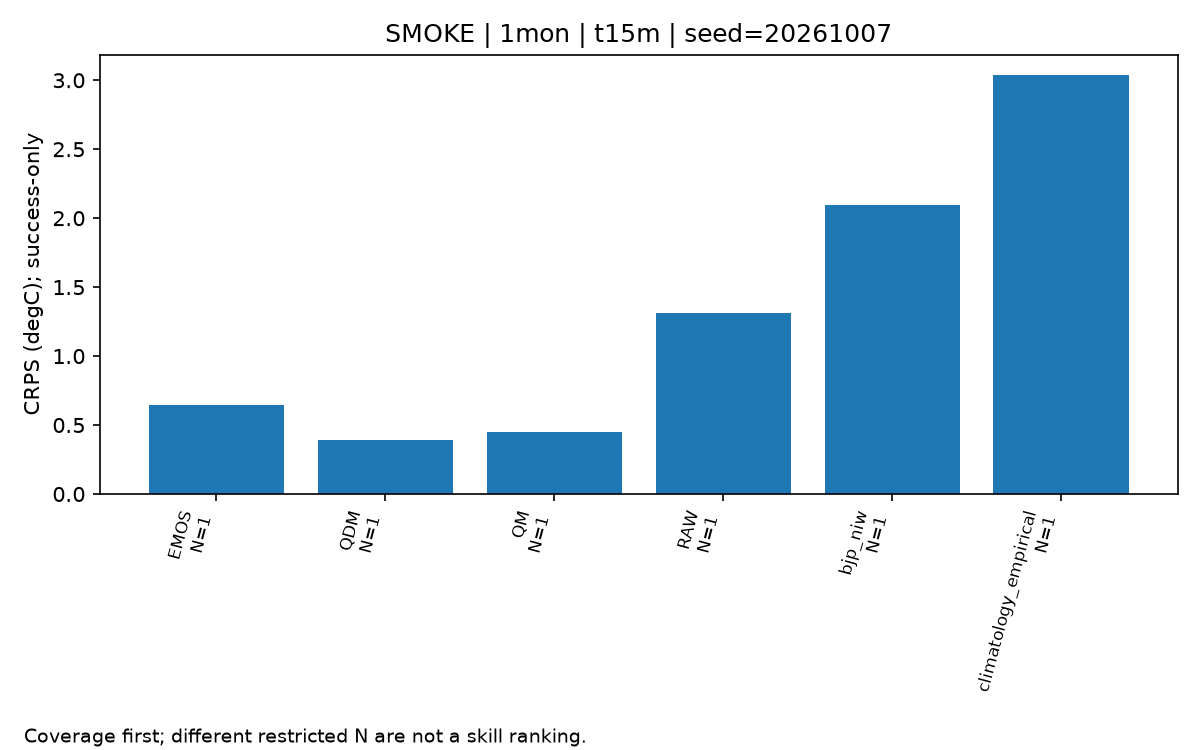 SMOKE | 1mon | t15m | seed=20261007
CRPS (degC); success-only
3.0
2.5
2.0
1.5
1.0
0.5
0.0
EMOS
N=1
QDM
N=1
QM
N=1
RAW
N=1
bjp_niw
N=1
climatology_empirical
N=1
Coverage first; different restricted N are not a skill ranking.